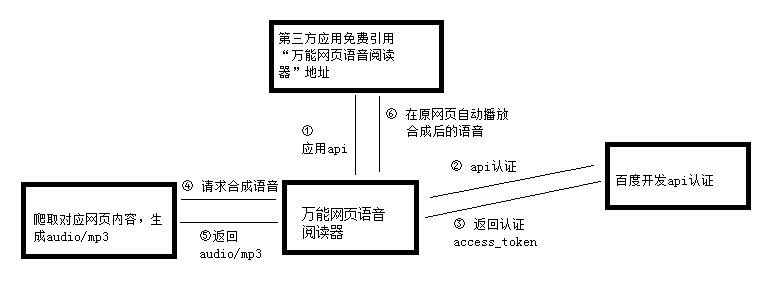 第三方应用免费引用
“万能网页语音阅读
器”地址
①
应用api
⑥ 在原网页自动播放
合成后的语音
② api认证
百度开发api认证
③ 返回认证
access_token
④ 请求合成语音
⑤返回
audio/mp3
爬取对应网页内容，生
成audio/mp3
万能网页语音
阅读器